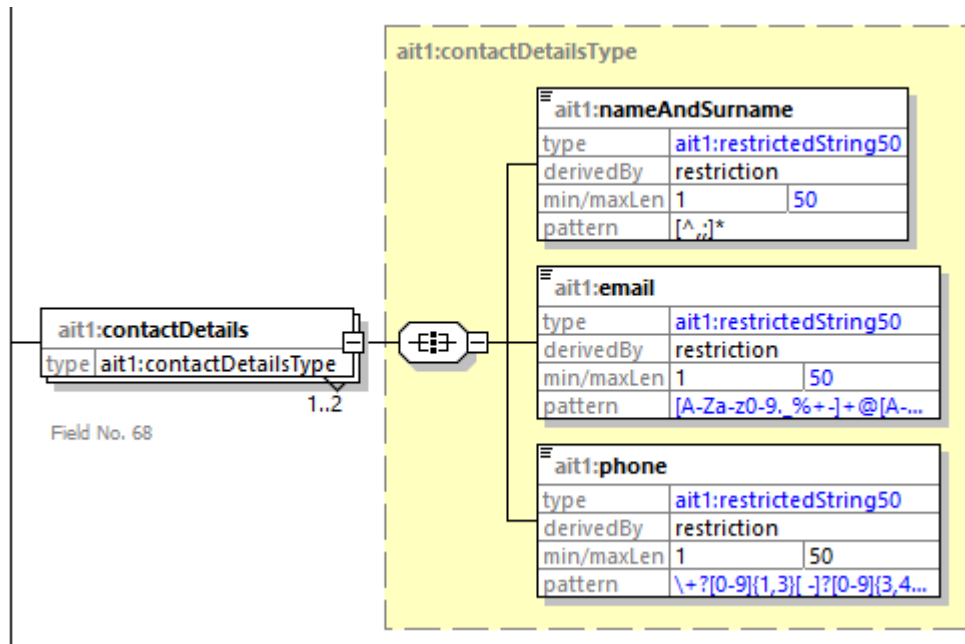 ait1:contactDetailsType
ait1:nameAndSurname
type ait1:restrictedString50
derivedBy restriction
min/maxLen 1 50
pattern [^,;]*
ait1:email
type ait1:restrictedString50
derivedBy restriction
min/maxLen 1 50
pattern [A-Za-z0-9._%+-]+@[A-...
ait1:contactDetails
type ait1:contactDetailsType
1..2
Field No. 68
ait1:phone
type ait1:restrictedString50
derivedBy restriction
min/maxLen 1 50
pattern \+?[0-9]{1,3}[ -]?[0-9]{3,4...